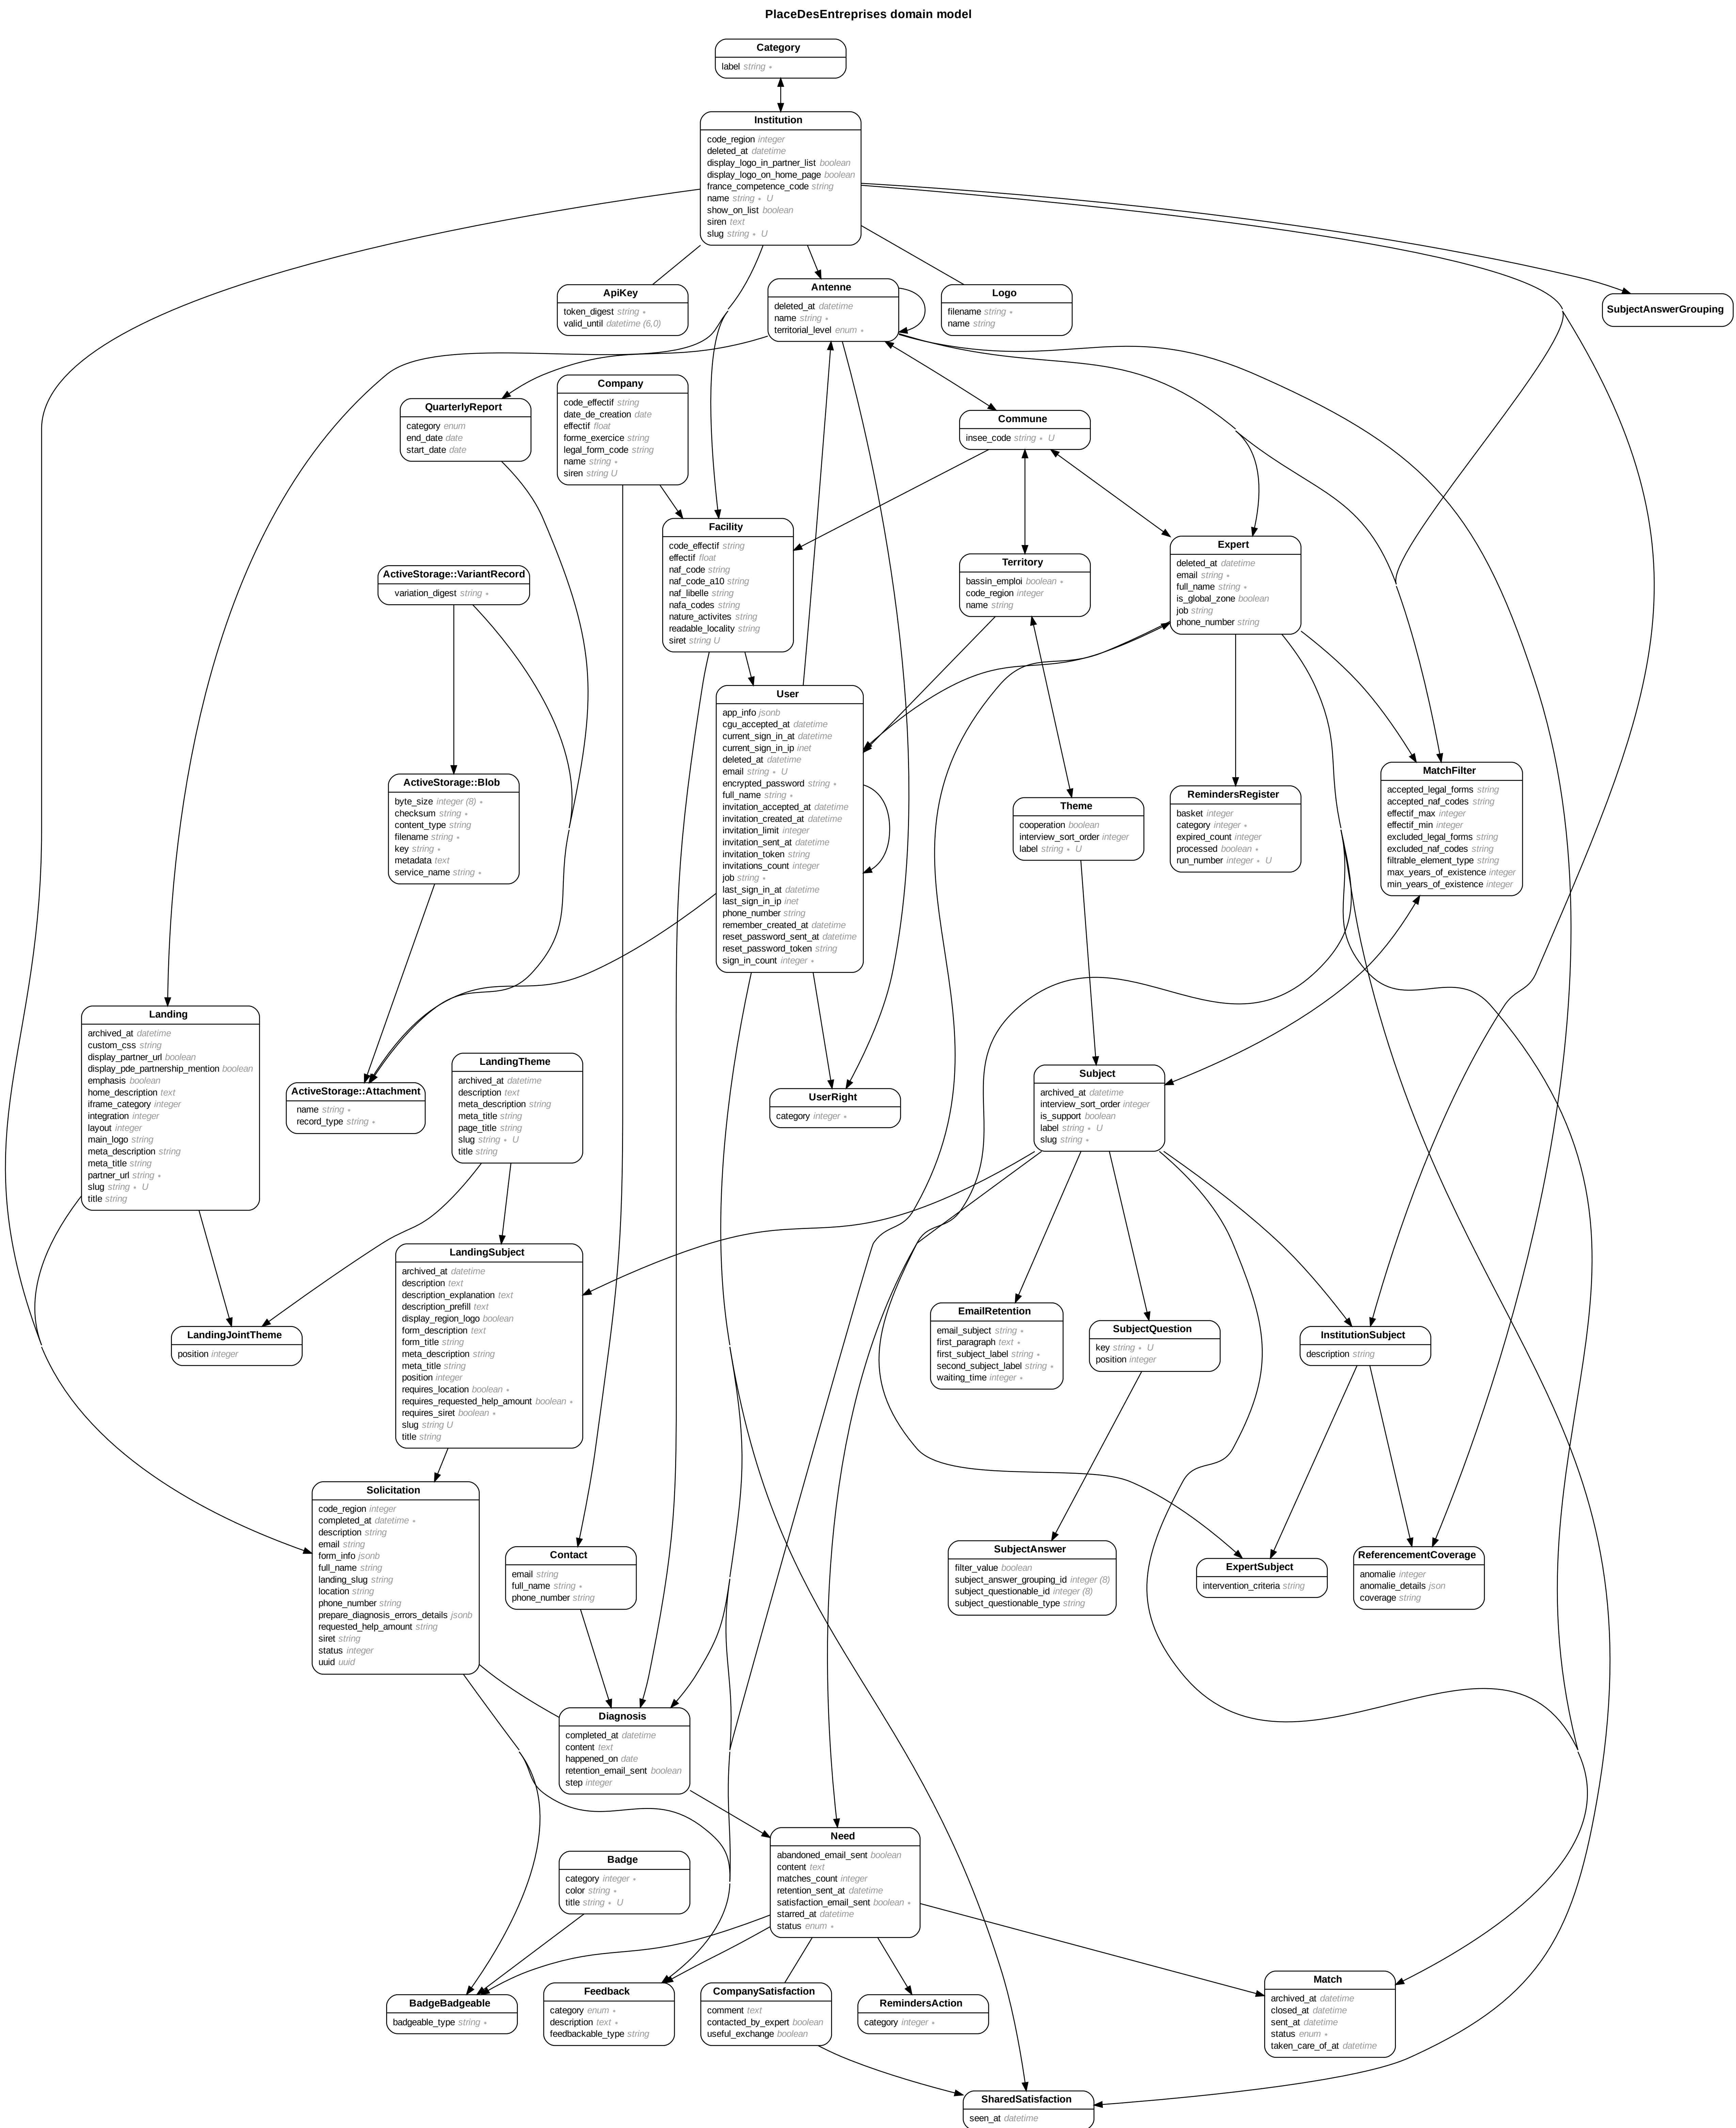 PlaceDesEntreprises domain model
Category
label string ∗
Institution
code_region integer
deleted_at datetime
display_logo_in_partner_list boolean
display_logo_on_home_page boolean
france_competence_code string
name string ∗ U
show_on_list boolean
siren text
slug string ∗ U
ApiKey
token_digest string ∗
valid_until datetime (6,0)
Antenne
deleted_at datetime
name string ∗
territorial_level enum ∗
Logo
filename string ∗
name string
SubjectAnswerGrouping
QuarterlyReport
category enum
end_date date
start_date date
Company
code_effectif string
date_de_creation date
effectif float
forme_exercice string
legal_form_code string
name string ∗
siren string U
Commune
insee_code string ∗ U
Facility
code_effectif string
effectif float
naf_code string
naf_code_a10 string
naf_libelle string
nafa_codes string
nature_activites string
readable_locality string
siret string U
ActiveStorage::VariantRecord
variation_digest string ∗
Territory
bassin_emploi boolean ∗
code_region integer
name string
Expert
deleted_at datetime
email string ∗
full_name string ∗
is_global_zone boolean
job string
phone_number string
User
app_info jsonb
cgu_accepted_at datetime
current_sign_in_at datetime
current_sign_in_ip inet
deleted_at datetime
email string ∗ U
encrypted_password string ∗
full_name string ∗
invitation_accepted_at datetime
invitation_created_at datetime
invitation_limit integer
invitation_sent_at datetime
invitation_token string
invitations_count integer
job string ∗
last_sign_in_at datetime
last_sign_in_ip inet
phone_number string
remember_created_at datetime
reset_password_sent_at datetime
reset_password_token string
sign_in_count integer ∗
ActiveStorage::Blob
byte_size integer (8) ∗
checksum string ∗
content_type string
filename string ∗
key string ∗
metadata text
service_name string ∗
Theme
cooperation boolean
interview_sort_order integer
label string ∗ U
RemindersRegister
basket integer
category integer ∗
expired_count integer
processed boolean ∗
run_number integer ∗ U
MatchFilter
accepted_legal_forms string
accepted_naf_codes string
effectif_max integer
effectif_min integer
excluded_legal_forms string
excluded_naf_codes string
filtrable_element_type string
max_years_of_existence integer
min_years_of_existence integer
Landing
archived_at datetime
custom_css string
display_partner_url boolean
display_pde_partnership_mention boolean
emphasis boolean
home_description text
iframe_category integer
integration integer
layout integer
main_logo string
meta_description string
meta_title string
partner_url string ∗
slug string ∗ U
title string
ActiveStorage::Attachment
name string ∗
record_type string ∗
LandingTheme
archived_at datetime
description text
meta_description string
meta_title string
page_title string
slug string ∗ U
title string
UserRight
category integer ∗
Subject
archived_at datetime
interview_sort_order integer
is_support boolean
label string ∗ U
slug string ∗
LandingSubject
archived_at datetime
description text
description_explanation text
description_prefill text
display_region_logo boolean
form_description text
form_title string
meta_description string
meta_title string
position integer
requires_location boolean ∗
requires_requested_help_amount boolean ∗
requires_siret boolean ∗
slug string U
title string
LandingJointTheme
position integer
EmailRetention
email_subject string ∗
first_paragraph text ∗
first_subject_label string ∗
second_subject_label string ∗
waiting_time integer ∗
SubjectQuestion
key string ∗ U
position integer
InstitutionSubject
description string
Solicitation
code_region integer
completed_at datetime ∗
description string
email string
form_info jsonb
full_name string
landing_slug string
location string
phone_number string
prepare_diagnosis_errors_details jsonb
requested_help_amount string
siret string
status integer
uuid uuid
Contact
email string
full_name string ∗
phone_number string
SubjectAnswer
filter_value boolean
subject_answer_grouping_id integer (8)
subject_questionable_id integer (8)
subject_questionable_type string
ExpertSubject
intervention_criteria string
ReferencementCoverage
anomalie integer
anomalie_details json
coverage string
Diagnosis
completed_at datetime
content text
happened_on date
retention_email_sent boolean
step integer
Need
abandoned_email_sent boolean
content text
matches_count integer
retention_sent_at datetime
satisfaction_email_sent boolean ∗
starred_at datetime
status enum ∗
Badge
category integer ∗
color string ∗
title string ∗ U
BadgeBadgeable
badgeable_type string ∗
Feedback
category enum ∗
description text ∗
feedbackable_type string
CompanySatisfaction
comment text
contacted_by_expert boolean
useful_exchange boolean
RemindersAction
category integer ∗
Match
archived_at datetime
closed_at datetime
sent_at datetime
status enum ∗
taken_care_of_at datetime
SharedSatisfaction
seen_at datetime